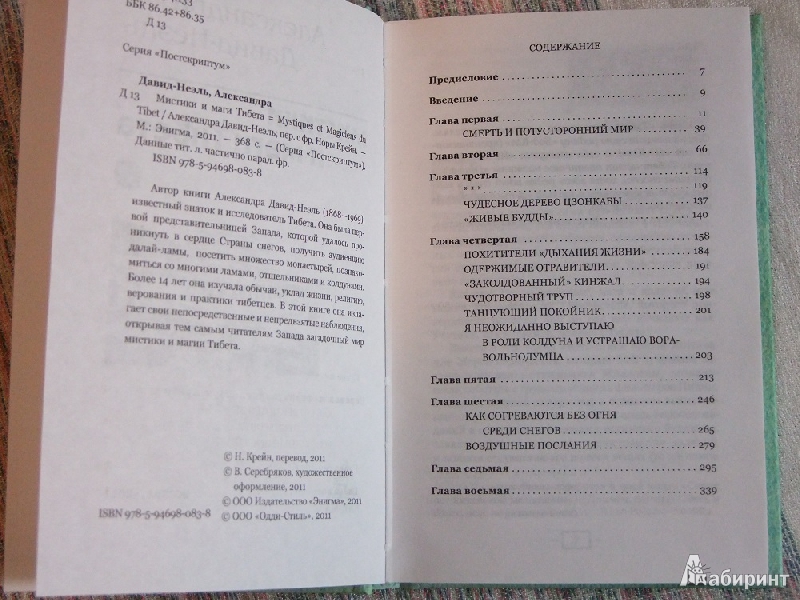 ББК 86.42+86.35
Д 13
Серия «Постскриптум»
Давид-Неэль, Александра
Д 13 Мистики и маги Тибета = Mystiques et Magiciens du
Tibet / Александра Давид-Неэль, пер. с фр. Норы Крейн. –
М.: Энигма, 2011. – 368 с. – (Серия «Постскриптум»).
Данные тит. л. частично парал. фр.
ISBN 978-5-94698-083-8
Автор книги Александра Давид-Неэль (1868 -1969)
известный знаток и исследователь Тибета. Она была пер-
вой представительницей Запада, которой удалось про-
никнуть в сердце Страны снегов, получить аудиенцию
далай-ламы, посетить множество монастырей, познако-
миться со многими ламами, отшельниками и колдунами.
Более 14 лет она изучала обычаи, уклад жизни, религию,
верования и практики тибетцев. В этой книге она изла-
гает свои непосредственные и непредвзятые наблюдения,
открывая тем самым читателям Запада загадочный мир
мистики и магии Тибета.
© Н. Крейн, перевод, 2011
© В. Серебряков, художественное
оформление, 2011
© ООО Издательство «Энигма», 2011
ISBN 978-5-94698-083-8 © ООО «Одди-Стиль», 2011
СОДЕРЖАНИЕ
Предисловие 7
Введение 9
Глава первая 11
СМЕРТЬ И ПОТУСТОРОННИЙ МИР 39
Глава вторая 66
Глава третья 114
* * * 119
ЧУДЕСНОЕ ДЕРЕВО ЦЗОНКАВЫ 137
«ЖИВЫЕ БУДДЫ» 140
Глава четвертая 158
ПОХИТИТЕЛИ «ДЫХАНИЯ ЖИЗНИ» 184
ОДЕРЖИМЫЕ ОТРАВИТЕЛИ 191
«ЗАКОЛДОВАННЫЙ» КИНЖАЛ 194
ЧУДОТВОРНЫЙ ТРУП 198
ТАНЦУЮЩИЙ ПОКОЙНИК 201
Я НЕОЖИДАННО ВЫСТУПАЮ
В РОЛИ КОЛДУНА И УСТРАШАЮ ВОРА-
ВОЛЬНОДУМЦА 203
Глава пятая 213
Глава шестая 246
КАК СОГРЕВАЮТСЯ БЕЗ ОГНЯ
СРЕДИ СНЕГОВ 265
ВОЗДУШНЫЕ ПОСЛАНИЯ 279
Глава седьмая 295
Глава восьмая 339
Лабиринт